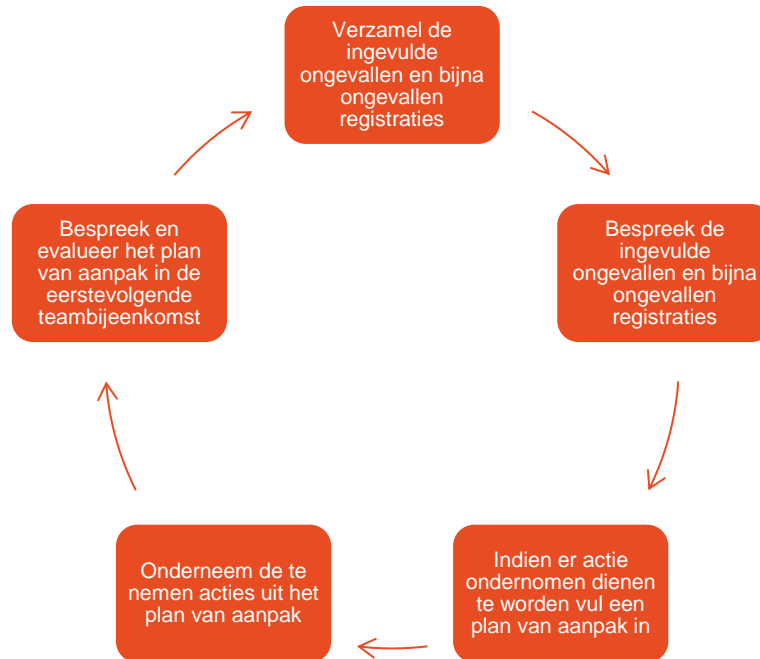 Verzamel de
ingevulde
ongevallen en bijna
ongevallen
registraties
Bespreek de
ingevulde
ongevallen en bijna
ongevallen
registraties
Indien er actie
ondernomen dienen
te worden vul een
plan van aanpak in
Onderneem de te
nemen acties uit het
plan van aanpak
Bespreek en
evalueer het plan
van aanpak in de
eerstevolgende
teambijeenkomst